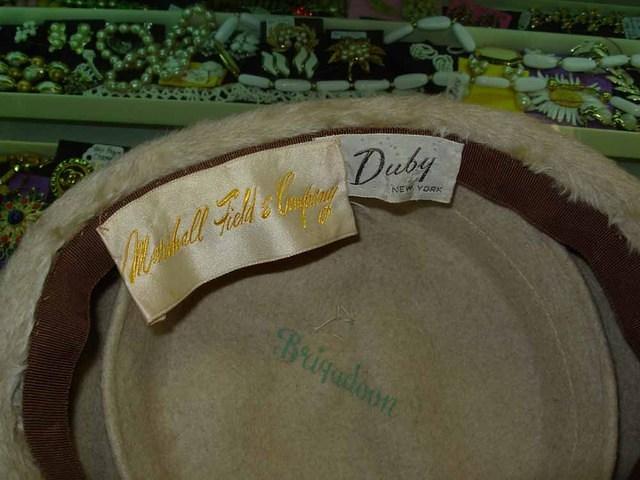 Marshall Field & Company
Duby
NEW YORK
Brigadoon